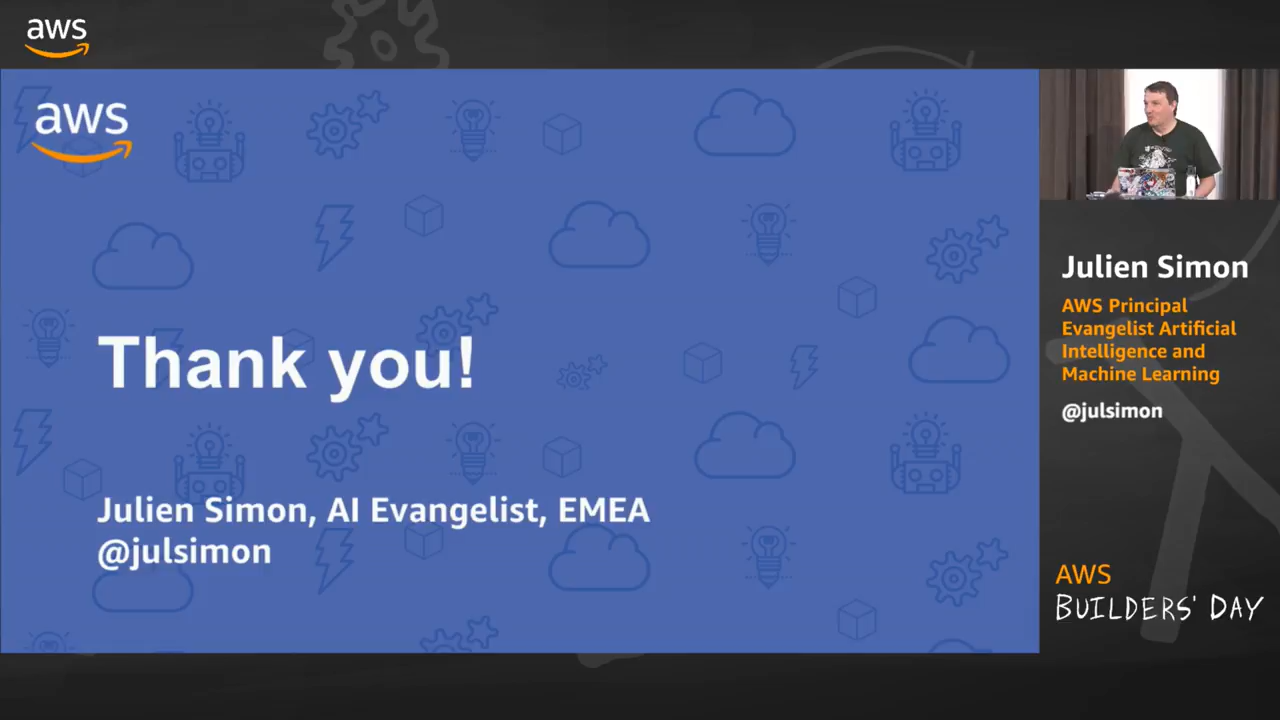 aws
aws
Thank you!
Julien Simon, AI Evangelist, EMEA
@julsimon
Julien Simon
AWS Principal
Evangelist Artificial
Intelligence and
Machine Learning
@julsimon
AWS
BUILDERS' DAY